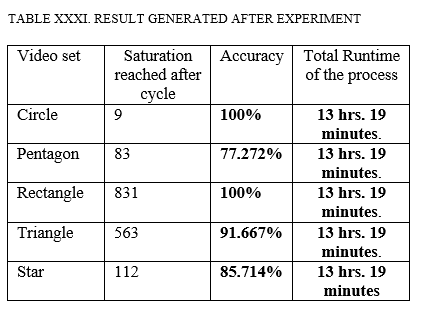 TABLE XXXI. RESULT GENERATED AFTER EXPERIMENT
Video set Saturation reached after cycle Accuracy Total Runtime of the process
Circle 9 100% 13 hrs. 19 minutes.
Pentagon 83 77.272% 13 hrs. 19 minutes.
Rectangle 831 100% 13 hrs. 19 minutes.
Triangle 563 91.667% 13 hrs. 19 minutes.
Star 112 85.714% 13 hrs. 19 minutes